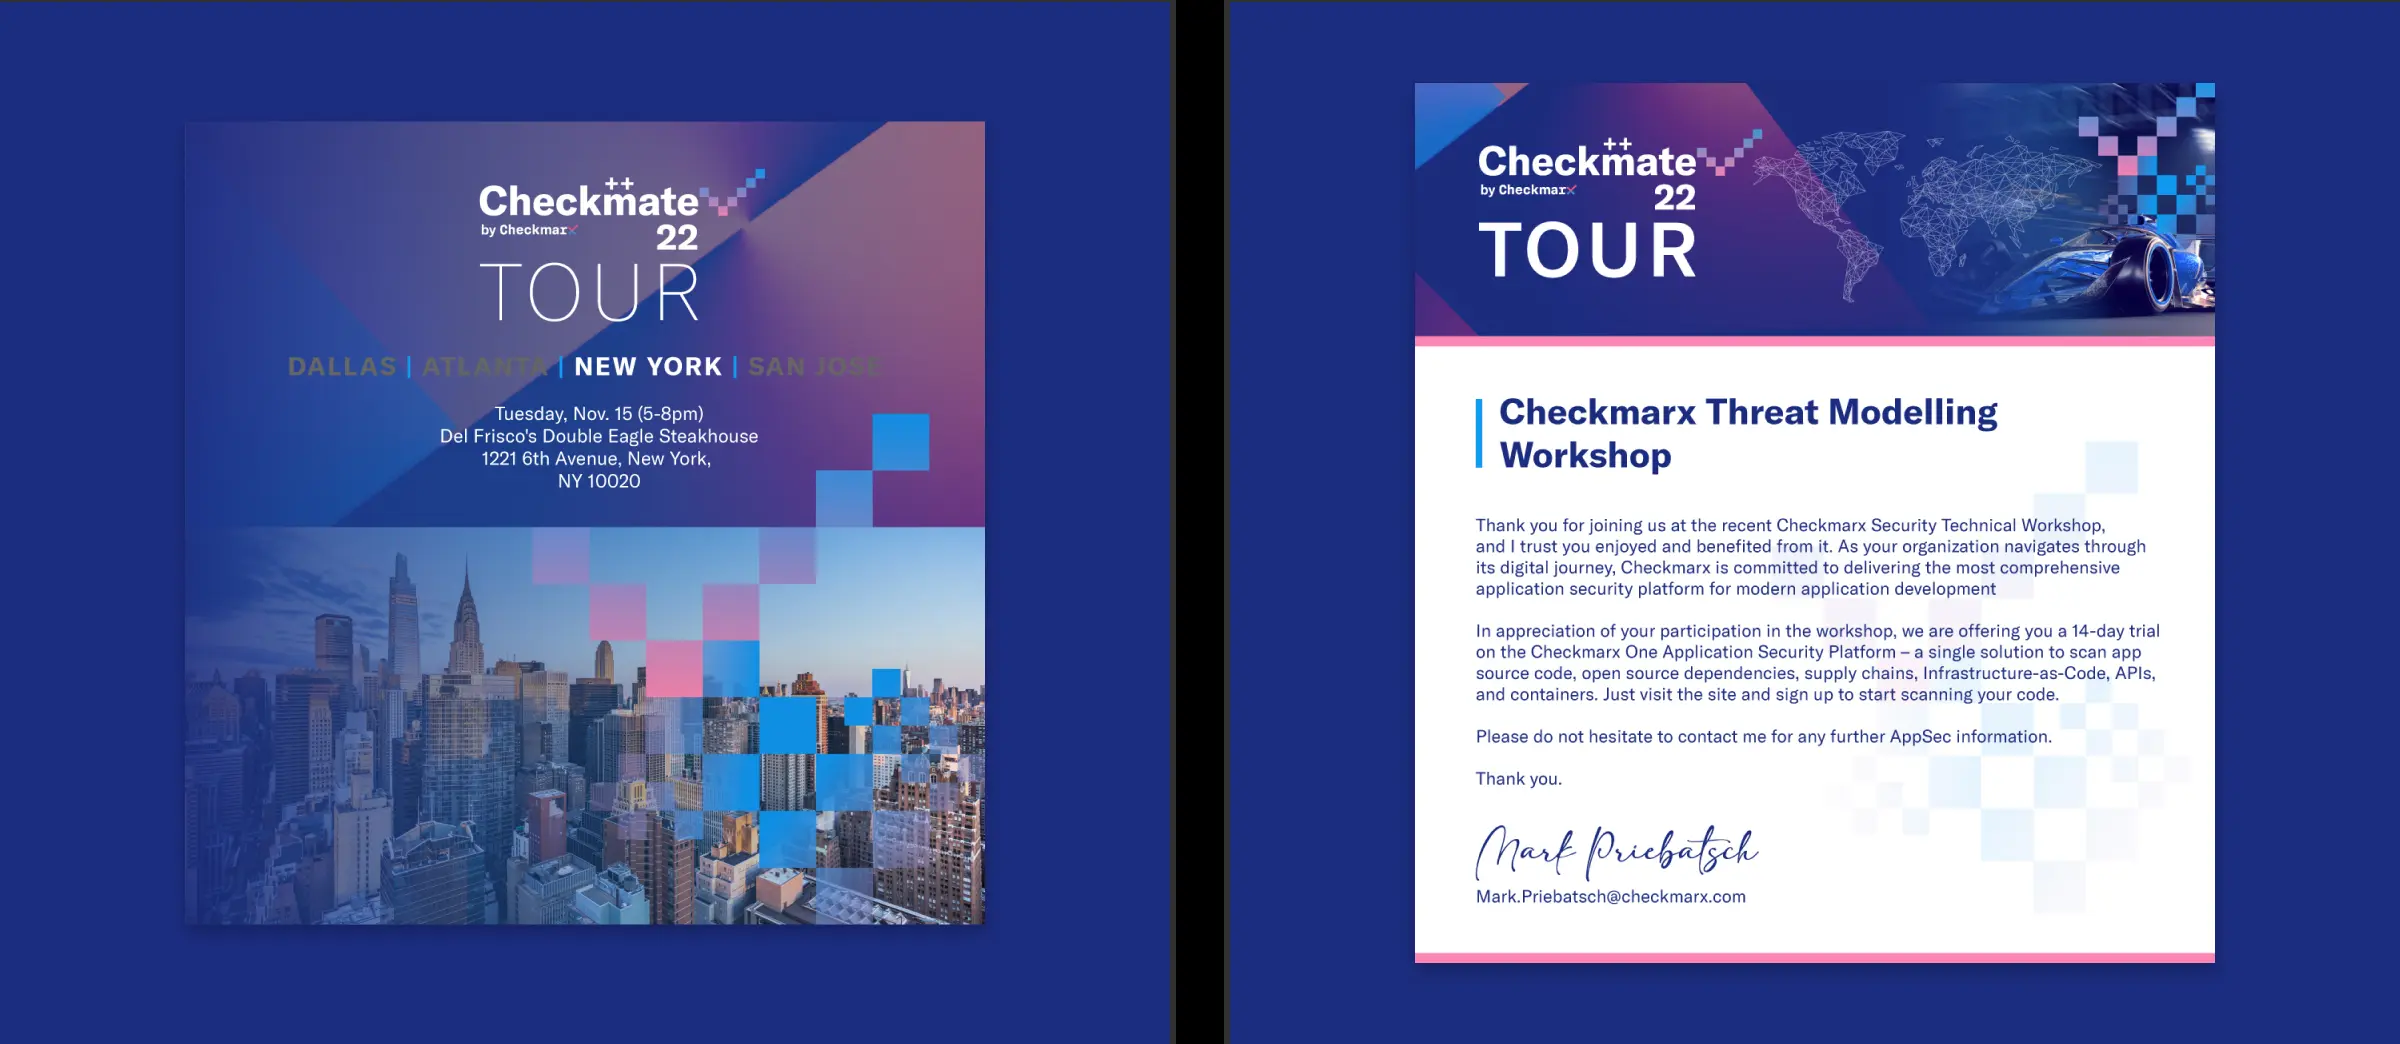 ++
Checkmate
by Checkmarx
22
TOUR
DALLAS | ATLANTA | NEW YORK | SAN JOSE
Tuesday, Nov. 15 (5-8pm)
Del Frisco's Double Eagle Steakhouse
1221 6th Avenue, New York,
NY 10020
++
Checkmate
by Checkmarx
22
TOUR
Checkmarx Threat Modelling
Workshop
Thank you for joining us at the recent Checkmarx Security Technical Workshop,
and I trust you enjoyed and benefited from it. As your organization navigates through
its digital journey, Checkmarx is committed to delivering the most comprehensive
application security platform for modern application development
In appreciation of your participation in the workshop, we are offering you a 14-day trial
on the Checkmarx One Application Security Platform – a single solution to scan app
source code, open source dependencies, supply chains, Infrastructure-as-Code, APIs,
and containers. Just visit the site and sign up to start scanning your code.
Please do not hesitate to contact me for any further AppSec information.
Thank you.
Mark Priebatsch
Mark.Priebatsch@checkmarx.com